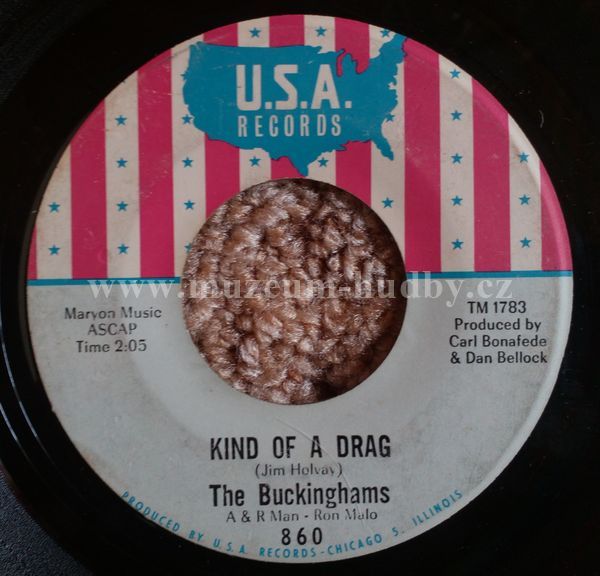 U.S.A.
RECORDS
www.muzeum-hudby.cz
Maryon Music
ASCAP
Time 2:05
TM 1783
Produced by
Carl Bonafede
& Dan Bellock
KIND OF A DRAG
(Jim Holvay)
The Buckinghams
A & R Man - Ron Malo
860
PRODUCED BY U.S.A. RECORDS-CHICAGO 5, ILLINOIS